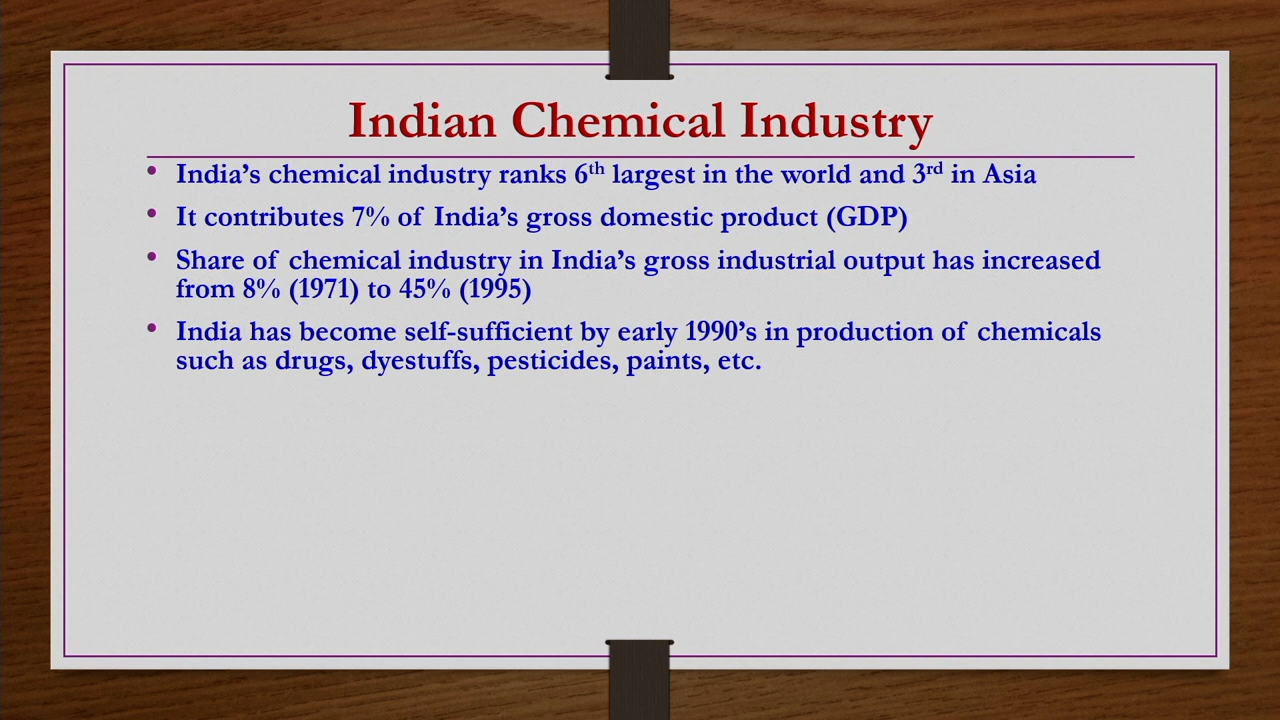 Indian Chemical Industry
• India’s chemical industry ranks 6th largest in the world and 3rd in Asia
• It contributes 7% of India’s gross domestic product (GDP)
• Share of chemical industry in India’s gross industrial output has increased
from 8% (1971) to 45% (1995)
• India has become self-sufficient by early 1990’s in production of chemicals
such as drugs, dyestuffs, pesticides, paints, etc.